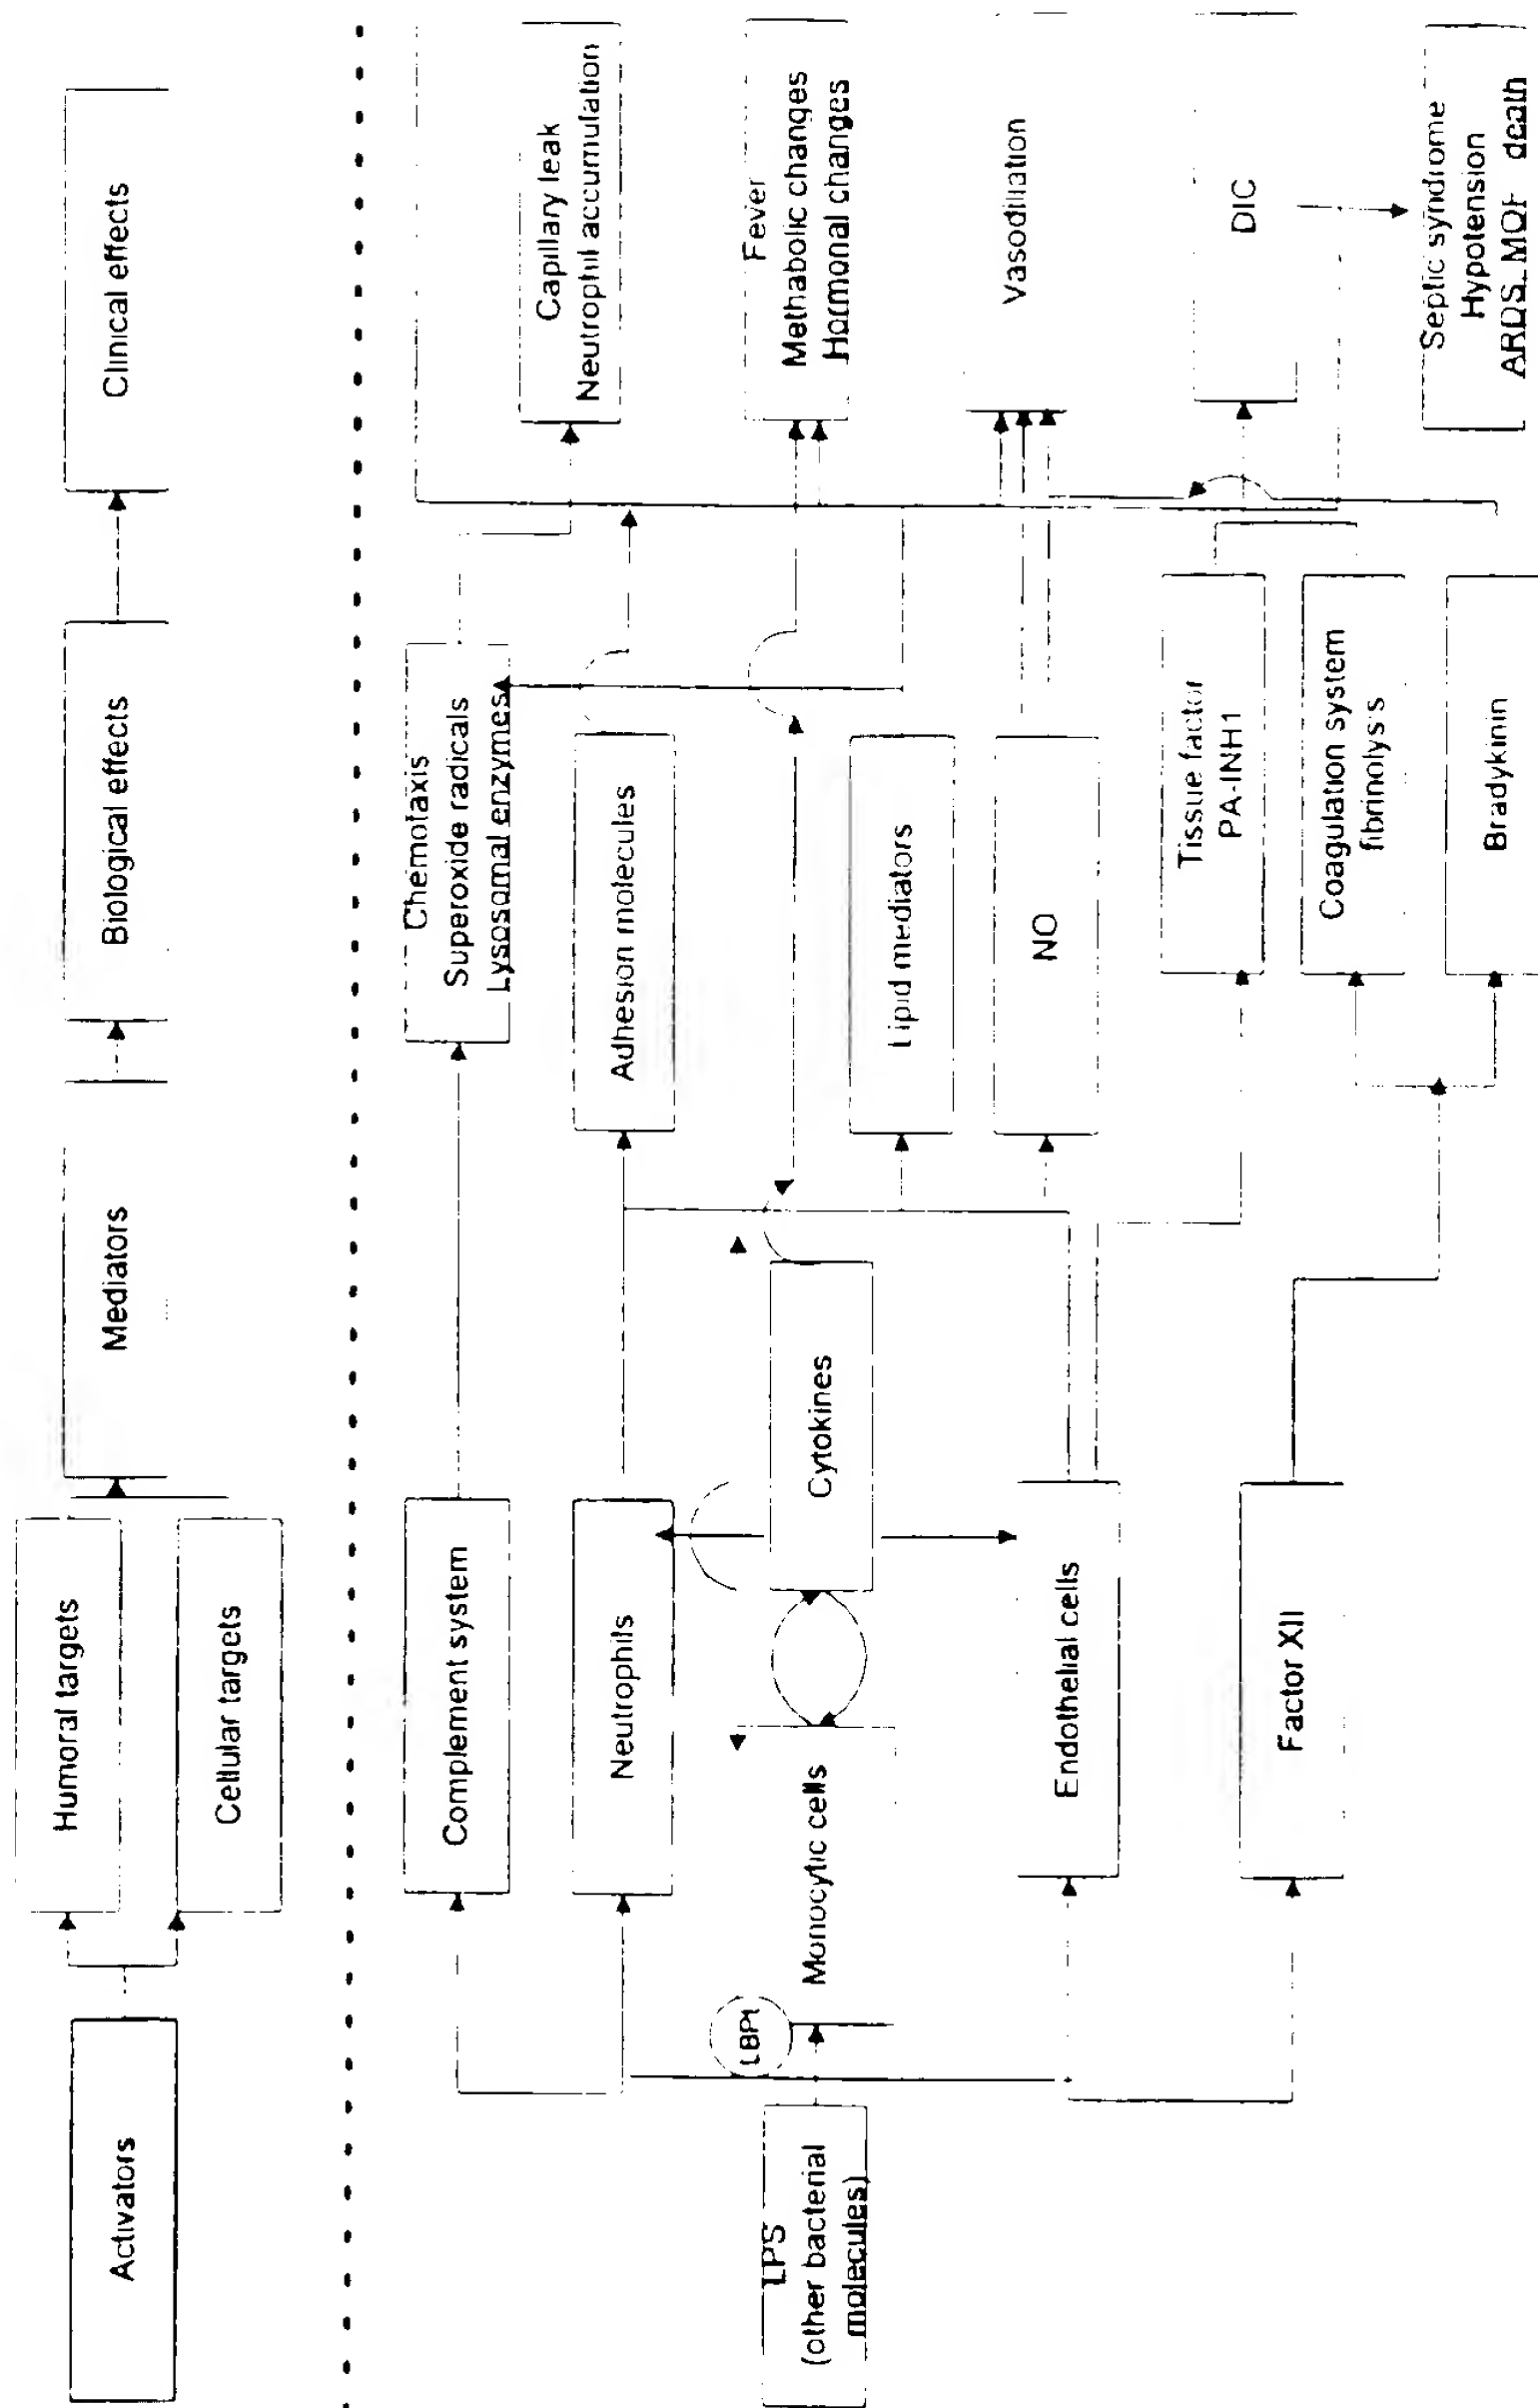 Activators
Humoral targets
Cellular targets
Mediators
Biological effects
Clinical effects
LPS
(other bacterial
molecules)
LBP1
Complement system
Neutrophils
Monocytic cells
Endothelial cells
Factor XII
Cytokines
Chemotaxis
Superoxide radicals
Lysosomal enzymes
Adhesion molecules
Lipid mediators
NO
Tissue factor
PA-INH1
Coagulation system
fibrinolysis
Bradykinin
Capillary leak
Neutrophil accumulation
Fever
Methabolic changes
Hormonal changes
Vasodiliation
DIC
Septic syndrome
Hypotension
ARDS MOF death